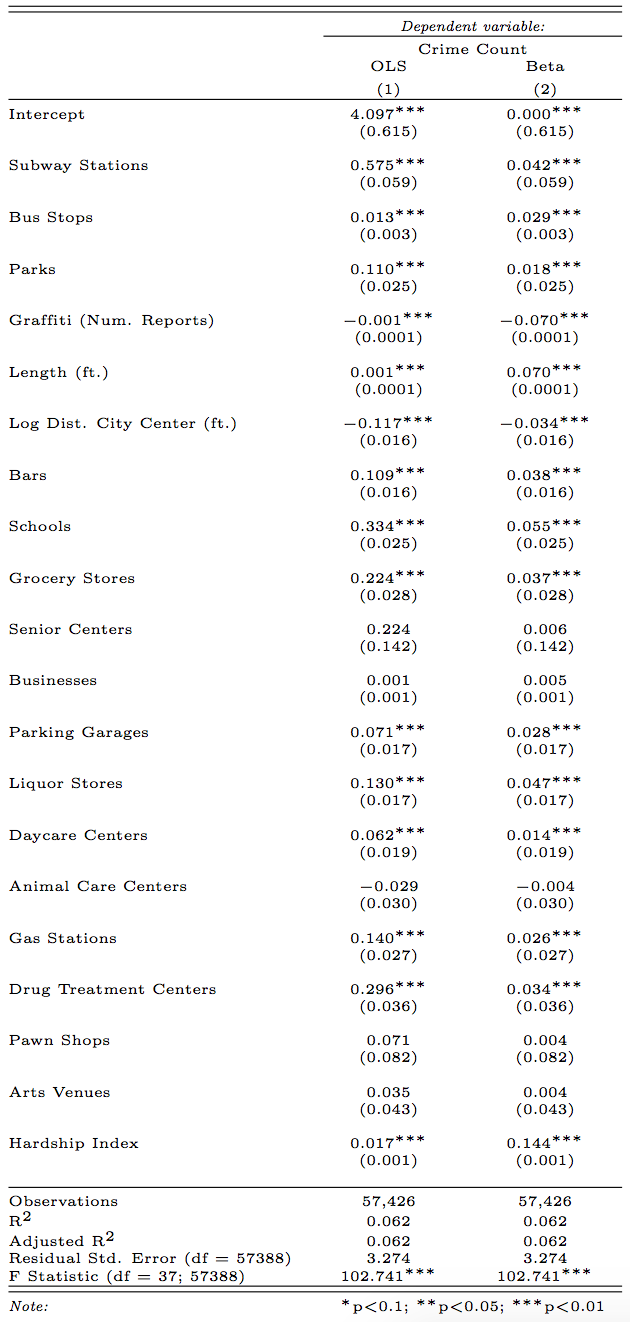 Dependent variable:
Crime Count
OLS Beta
(1) (2)
Intercept 4.097*** 0.000***
(0.615) (0.615)
Subway Stations 0.575*** 0.042***
(0.059) (0.059)
Bus Stops 0.013*** 0.029***
(0.003) (0.003)
Parks 0.110*** 0.018***
(0.025) (0.025)
Graffiti (Num. Reports) −0.001*** −0.070***
(0.0001) (0.0001)
Length (ft.) 0.001*** 0.070***
(0.0001) (0.0001)
Log Dist. City Center (ft.) −0.117*** −0.034***
(0.016) (0.016)
Bars 0.109*** 0.038***
(0.016) (0.016)
Schools 0.334*** 0.055***
(0.025) (0.025)
Grocery Stores 0.224*** 0.037***
(0.028) (0.028)
Senior Centers 0.224 0.006
(0.142) (0.142)
Businesses 0.001 0.005
(0.001) (0.001)
Parking Garages 0.071*** 0.028***
(0.017) (0.017)
Liquor Stores 0.130*** 0.047***
(0.017) (0.017)
Daycare Centers 0.062*** 0.014***
(0.019) (0.019)
Animal Care Centers −0.029 −0.004
(0.030) (0.030)
Gas Stations 0.140*** 0.026***
(0.027) (0.027)
Drug Treatment Centers 0.296*** 0.034***
(0.036) (0.036)
Pawn Shops 0.071 0.004
(0.082) (0.082)
Arts Venues 0.035 0.004
(0.043) (0.043)
Hardship Index 0.017*** 0.144***
(0.001) (0.001)
Observations 57,426 57,426
R² 0.062 0.062
Adjusted R² 0.062 0.062
Residual Std. Error (df = 57388) 3.274 3.274
F Statistic (df = 37; 57388) 102.741*** 102.741***
Note: *p<0.1; **p<0.05; ***p<0.01